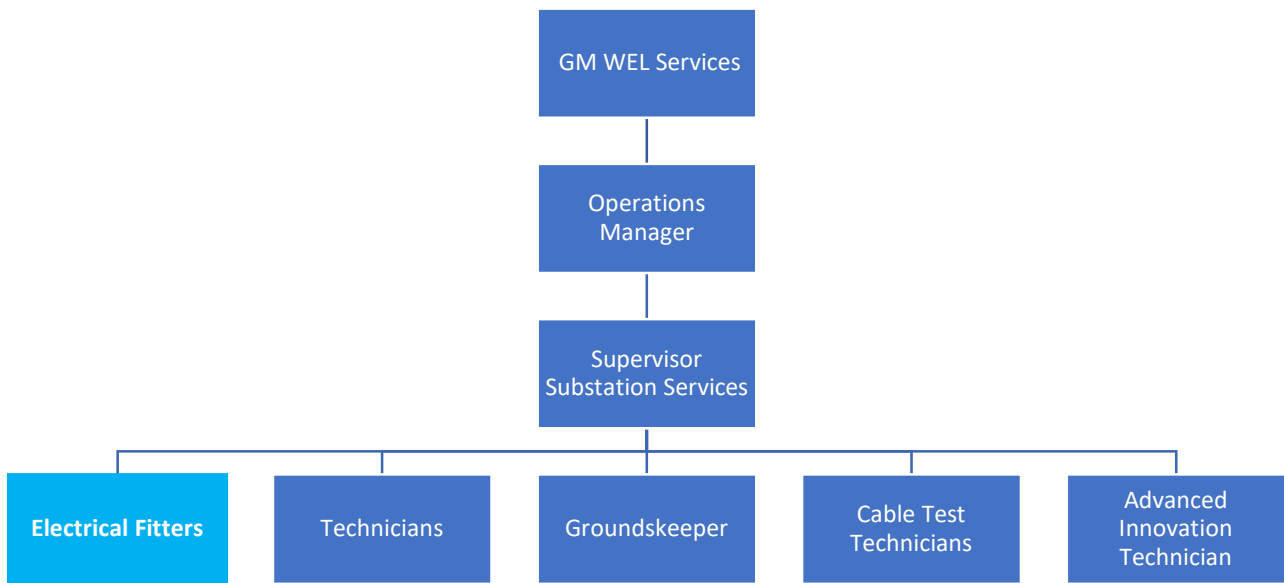 GM WEL Services
Operations
Manager
Supervisor
Substation Services
Electrical Fitters
Technicians
Groundskeeper
Cable Test
Technicians
Advanced
Innovation
Technician